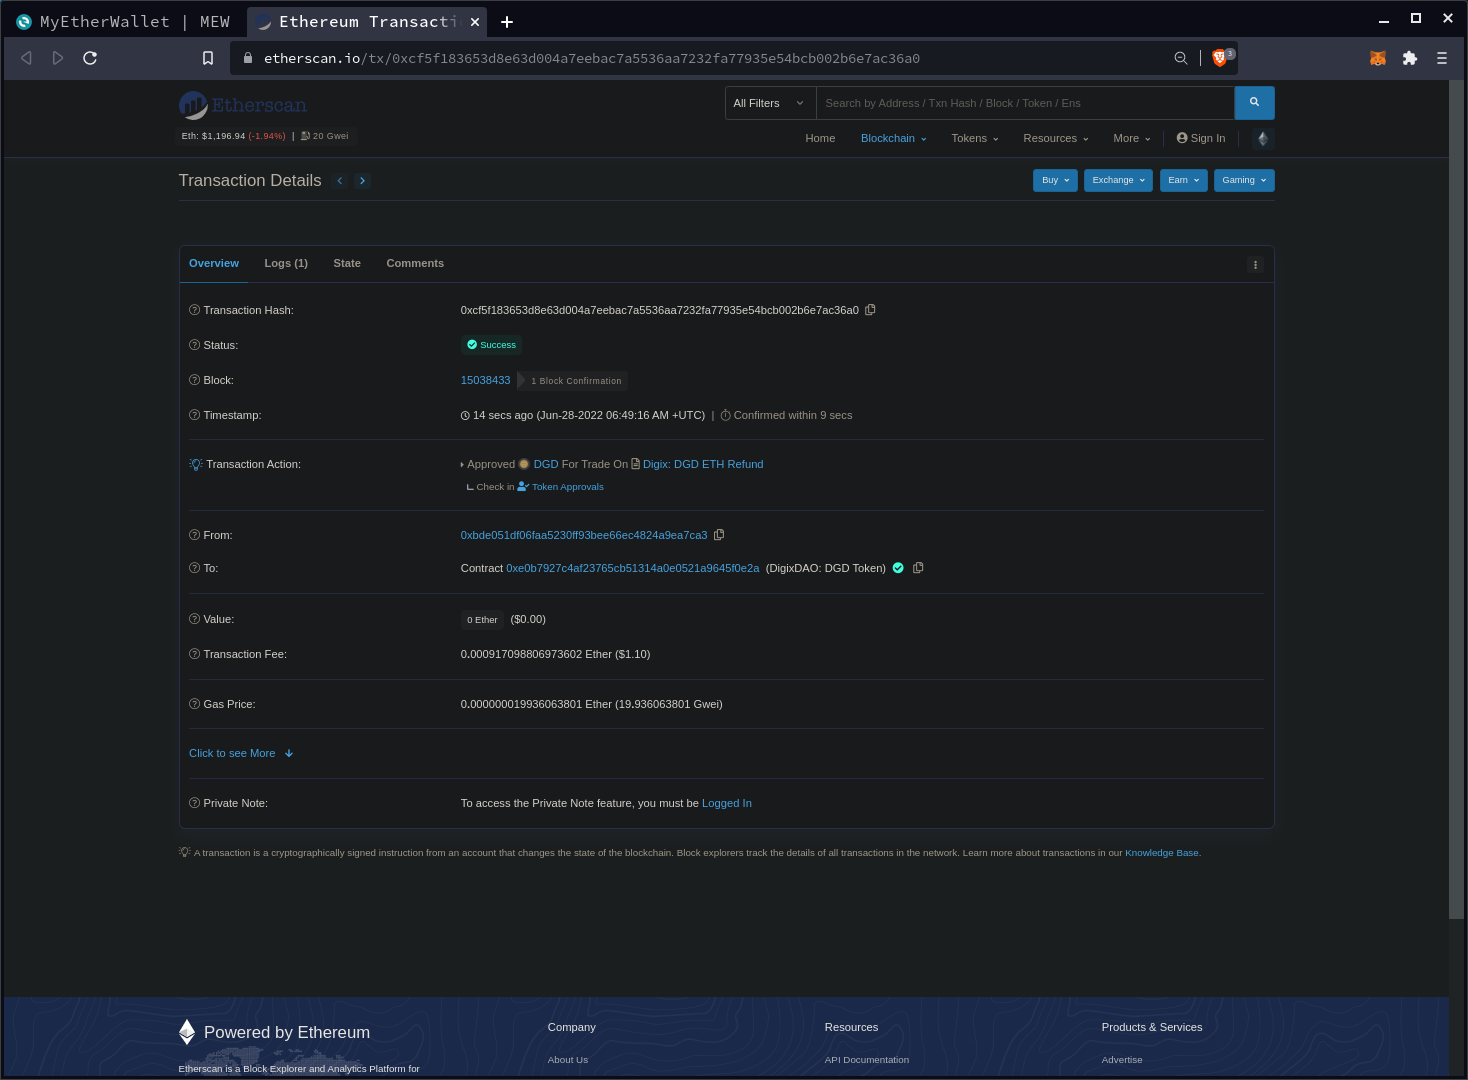 MyEtherWallet | MEW
Ethereum Transacti
etherscan.io/tx/0xcf5f183653d8e63d004a7eebac7a5536aa7232fa77935e54bcb002b6e7ac36a0
3
Etherscan
All Filters
Search by Address / Txn Hash / Block / Token / Ens
Eth: $1,196.94 (-1.94%) | 20 Gwei
Home Blockchain Tokens Resources More Sign In
Transaction Details
Buy Exchange Earn Gaming
Overview Logs (1) State Comments
Transaction Hash: 0xcf5f183653d8e63d004a7eebac7a5536aa7232fa77935e54bcb002b6e7ac36a0
Status: Success
Block: 15038433 1 Block Confirmation
Timestamp: 14 secs ago (Jun-28-2022 06:49:16 AM +UTC) | Confirmed within 9 secs
Transaction Action: Approved DGD For Trade On Digix: DGD ETH Refund
Check in Token Approvals
From: 0xbde051df06faa5230ff93bee66ec4824a9ea7ca3
To: Contract 0xe0b7927c4af23765cb51314a0e0521a9645f0e2a (DigixDAO: DGD Token)
Value: 0 Ether ($0.00)
Transaction Fee: 0.000917098806973602 Ether ($1.10)
Gas Price: 0.000000019936063801 Ether (19.936063801 Gwei)
Click to see More
Private Note: To access the Private Note feature, you must be Logged In
A transaction is a cryptographically signed instruction from an account that changes the state of the blockchain. Block explorers track the details of all transactions in the network. Learn more about transactions in our Knowledge Base.
Powered by Ethereum
Etherscan is a Block Explorer and Analytics Platform for
Company
About Us
Resources
API Documentation
Products & Services
Advertise